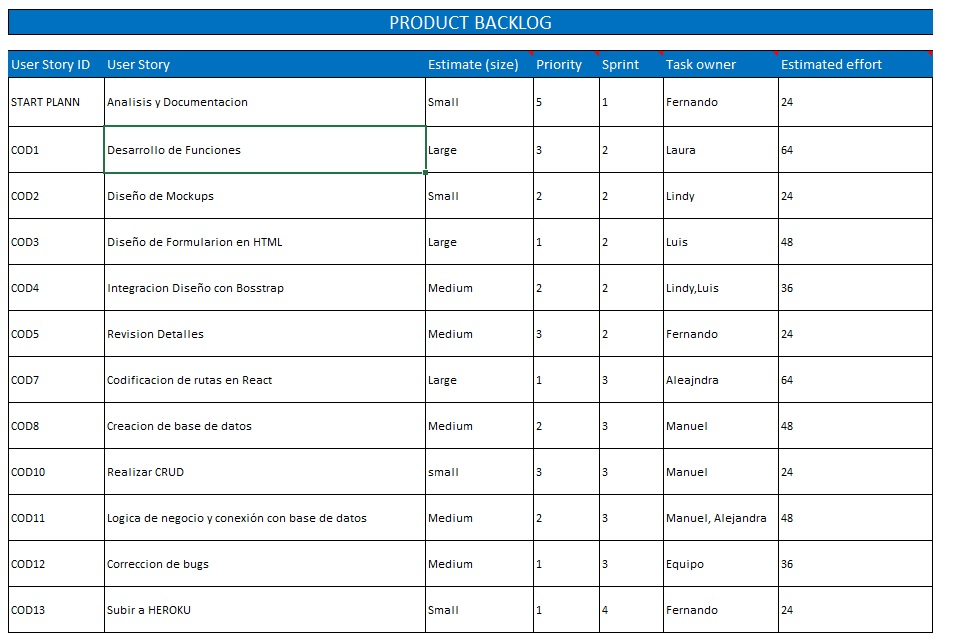 PRODUCT BACKLOG
User Story ID User Story Estimate (size) Priority Sprint Task owner Estimated effort
START PLANN Analisis y Documentacion Small 5 1 Fernando 24
COD1 Desarrollo de Funciones Large 3 2 Laura 64
COD2 Diseño de Mockups Small 2 2 Lindy 24
COD3 Diseño de Formularion en HTML Large 1 2 Luis 48
COD4 Integracion Diseño con Bosstrap Medium 2 2 Lindy,Luis 36
COD5 Revision Detalles Medium 3 2 Fernando 24
COD7 Codificacion de rutas en React Large 1 3 Aleajndra 64
COD8 Creacion de base de datos Medium 2 3 Manuel 48
COD10 Realizar CRUD small 3 3 Manuel 24
COD11 Logica de negocio y conexión con base de datos Medium 2 3 Manuel, Alejandra 48
COD12 Correccion de bugs Medium 1 3 Equipo 36
COD13 Subir a HEROKU Small 1 4 Fernando 24